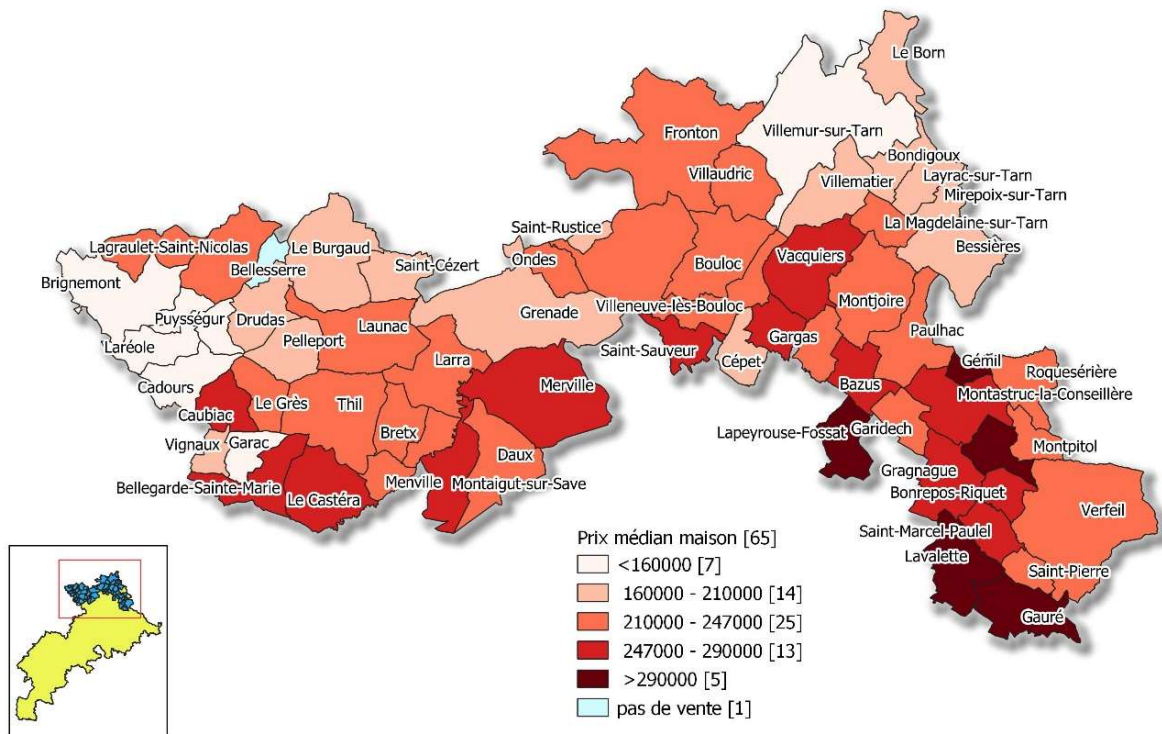 Le Born
Fronton
Villemur-sur-Tarn
Bondigoux
Villaudric
Villematier
Layrac-sur-Tarn
Mirepoix-sur-Tarn
Saint-Rustice
La Magdelaine-sur-Tarn
Lagraulet-Saint-Nicolas
Le Burgaud
Bessières
Ondes
Bouloc
Vacquiers
Bellesserre
Saint-Cézert
Brignemont
Villeneuve-lès-Bouloc
Montjoire
Puysségur
Drudas
Launac
Grenade
Paulhac
Laréole
Pelleport
Saint-Sauveur
Gargas
Larra
Cépet
Gémil
Roquesérière
Cadours
Merville
Bazus
Montastruc-la-Conseillère
Caubiac
Le Grès
Thil
Lapeyrouse-Fossat
Garidech
Vignaux
Garac
Bretx
Montpitol
Daux
Gragnague
Bellegarde-Sainte-Marie
Le Castéra
Menville
Montaigut-sur-Save
Bonrepos-Riquet
Verfeil
Saint-Marcel-Paulel
Lavalette
Saint-Pierre
Gauré
Prix médian maison [65]
<160000 [7]
160000 - 210000 [14]
210000 - 247000 [25]
247000 - 290000 [13]
>290000 [5]
pas de vente [1]